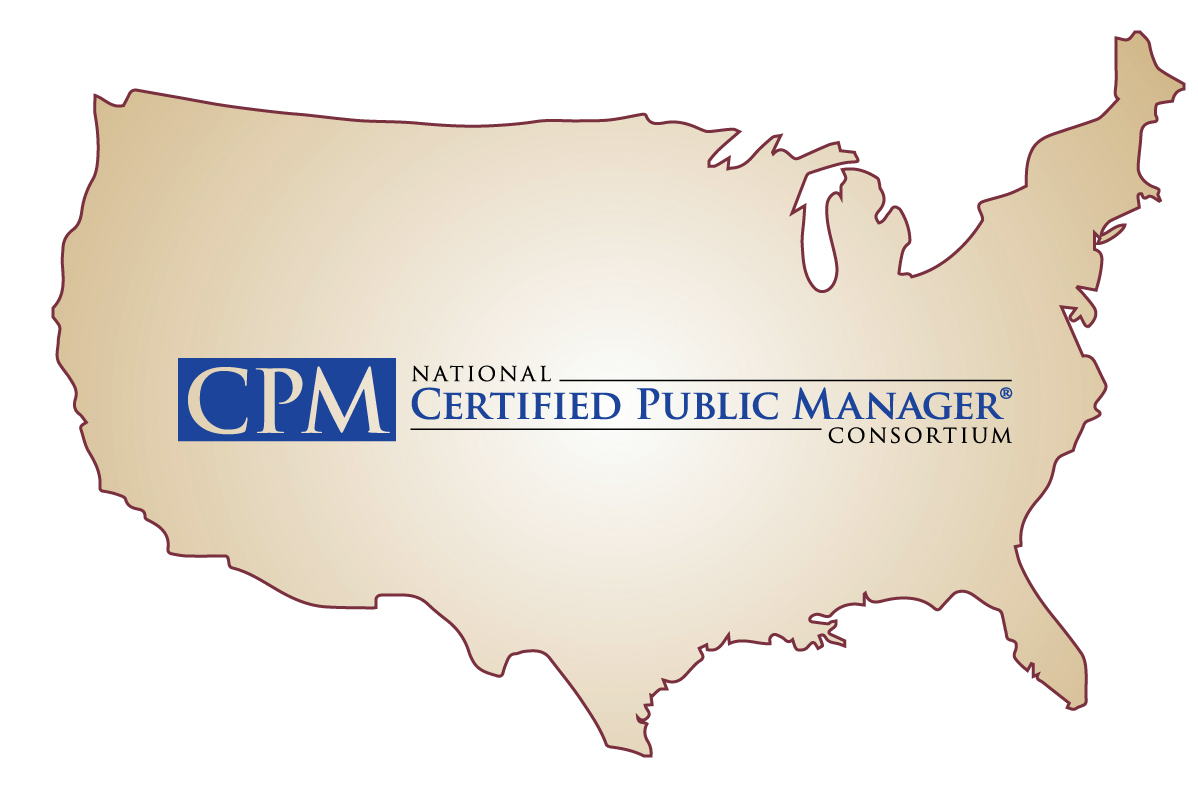 CPM
NATIONAL
CERTIFIED PUBLIC MANAGER®
CONSORTIUM